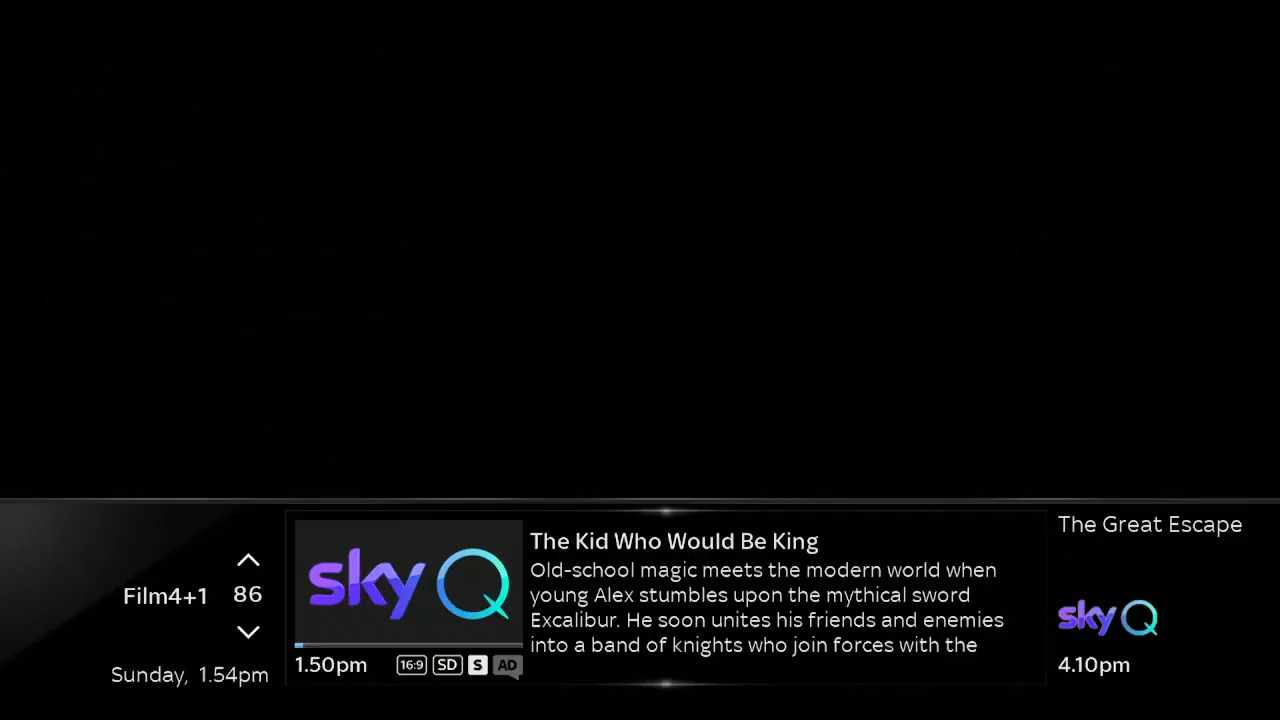 The Great Escape
The Kid Who Would Be King
Old-school magic meets the modern world when
young Alex stumbles upon the mythical sword
Excalibur. He soon unites his friends and enemies
into a band of knights who join forces with the
Film4+1 86
sky Q
sky Q
1.50pm 16:9 SD S AD
4.10pm
Sunday, 1.54pm